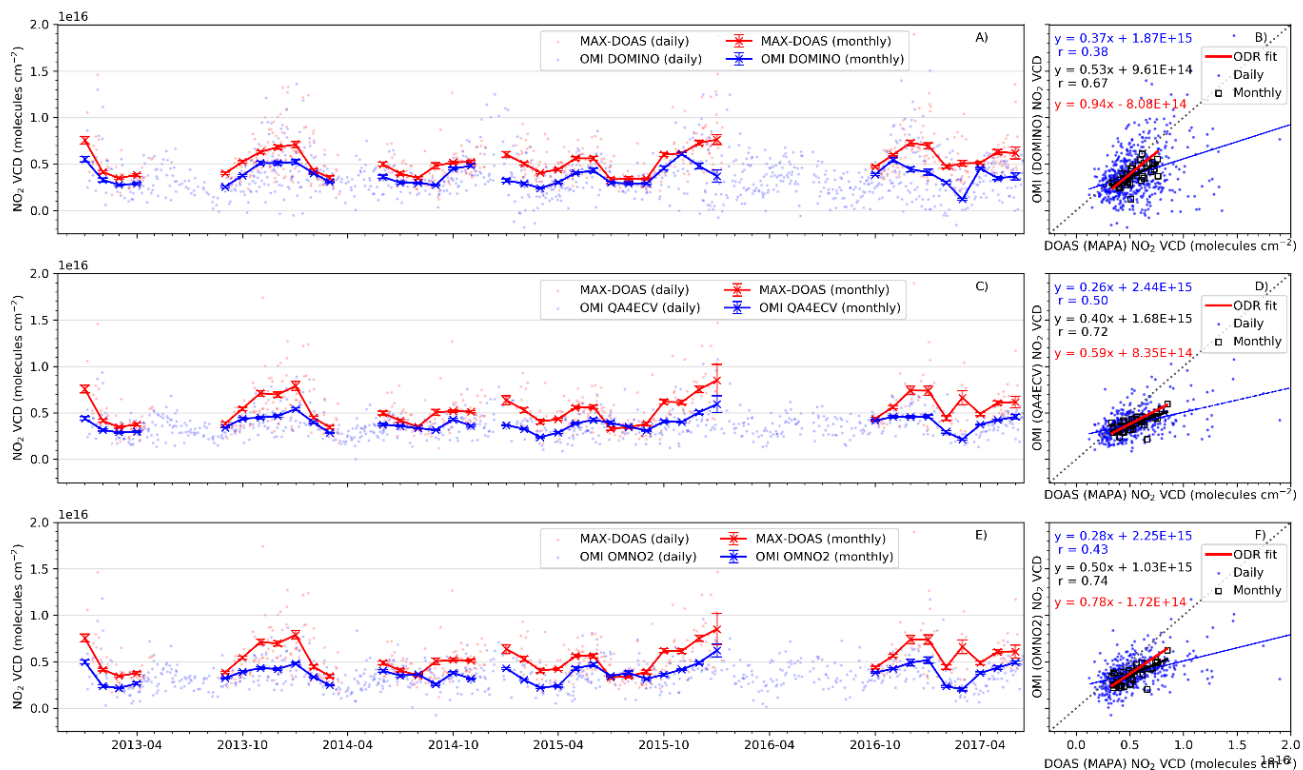 1e16
2.0
1.5
1.0
0.5
0.0
NO₂ VCD (molecules cm⁻²)
MAX-DOAS (daily)
OMI DOMINO (daily)
MAX-DOAS (monthly)
OMI DOMINO (monthly)
A)
OMI (DOMINO) NO₂ VCD
y = 0.37x + 1.87E+15
r = 0.38
y = 0.53x + 9.61E+14
r = 0.67
y = 0.94x - 8.08E+14
B)
ODR fit
Daily
Monthly
DOAS (MAPA) NO₂ VCD (molecules cm⁻²)
1e16
2.0
1.5
1.0
0.5
0.0
NO₂ VCD (molecules cm⁻²)
MAX-DOAS (daily)
OMI QA4ECV (daily)
MAX-DOAS (monthly)
OMI QA4ECV (monthly)
C)
OMI (QA4ECV) NO₂ VCD
y = 0.26x + 2.44E+15
r = 0.50
y = 0.40x + 1.68E+15
r = 0.72
y = 0.59x + 8.35E+14
D)
ODR fit
Daily
Monthly
DOAS (MAPA) NO₂ VCD (molecules cm⁻²)
1e16
2.0
1.5
1.0
0.5
0.0
NO₂ VCD (molecules cm⁻²)
MAX-DOAS (daily)
OMI OMNO2 (daily)
MAX-DOAS (monthly)
OMI OMNO2 (monthly)
E)
2013-04 2013-10 2014-04 2014-10 2015-04 2015-10 2016-04 2016-10 2017-04
OMI (OMNO2) NO₂ VCD
y = 0.28x + 2.25E+15
r = 0.43
y = 0.50x + 1.03E+15
r = 0.74
y = 0.78x - 1.72E+14
F)
ODR fit
Daily
Monthly
0.0 0.5 1.0 1.5 2.0
DOAS (MAPA) NO₂ VCD (molecules cm⁻²)
1e16